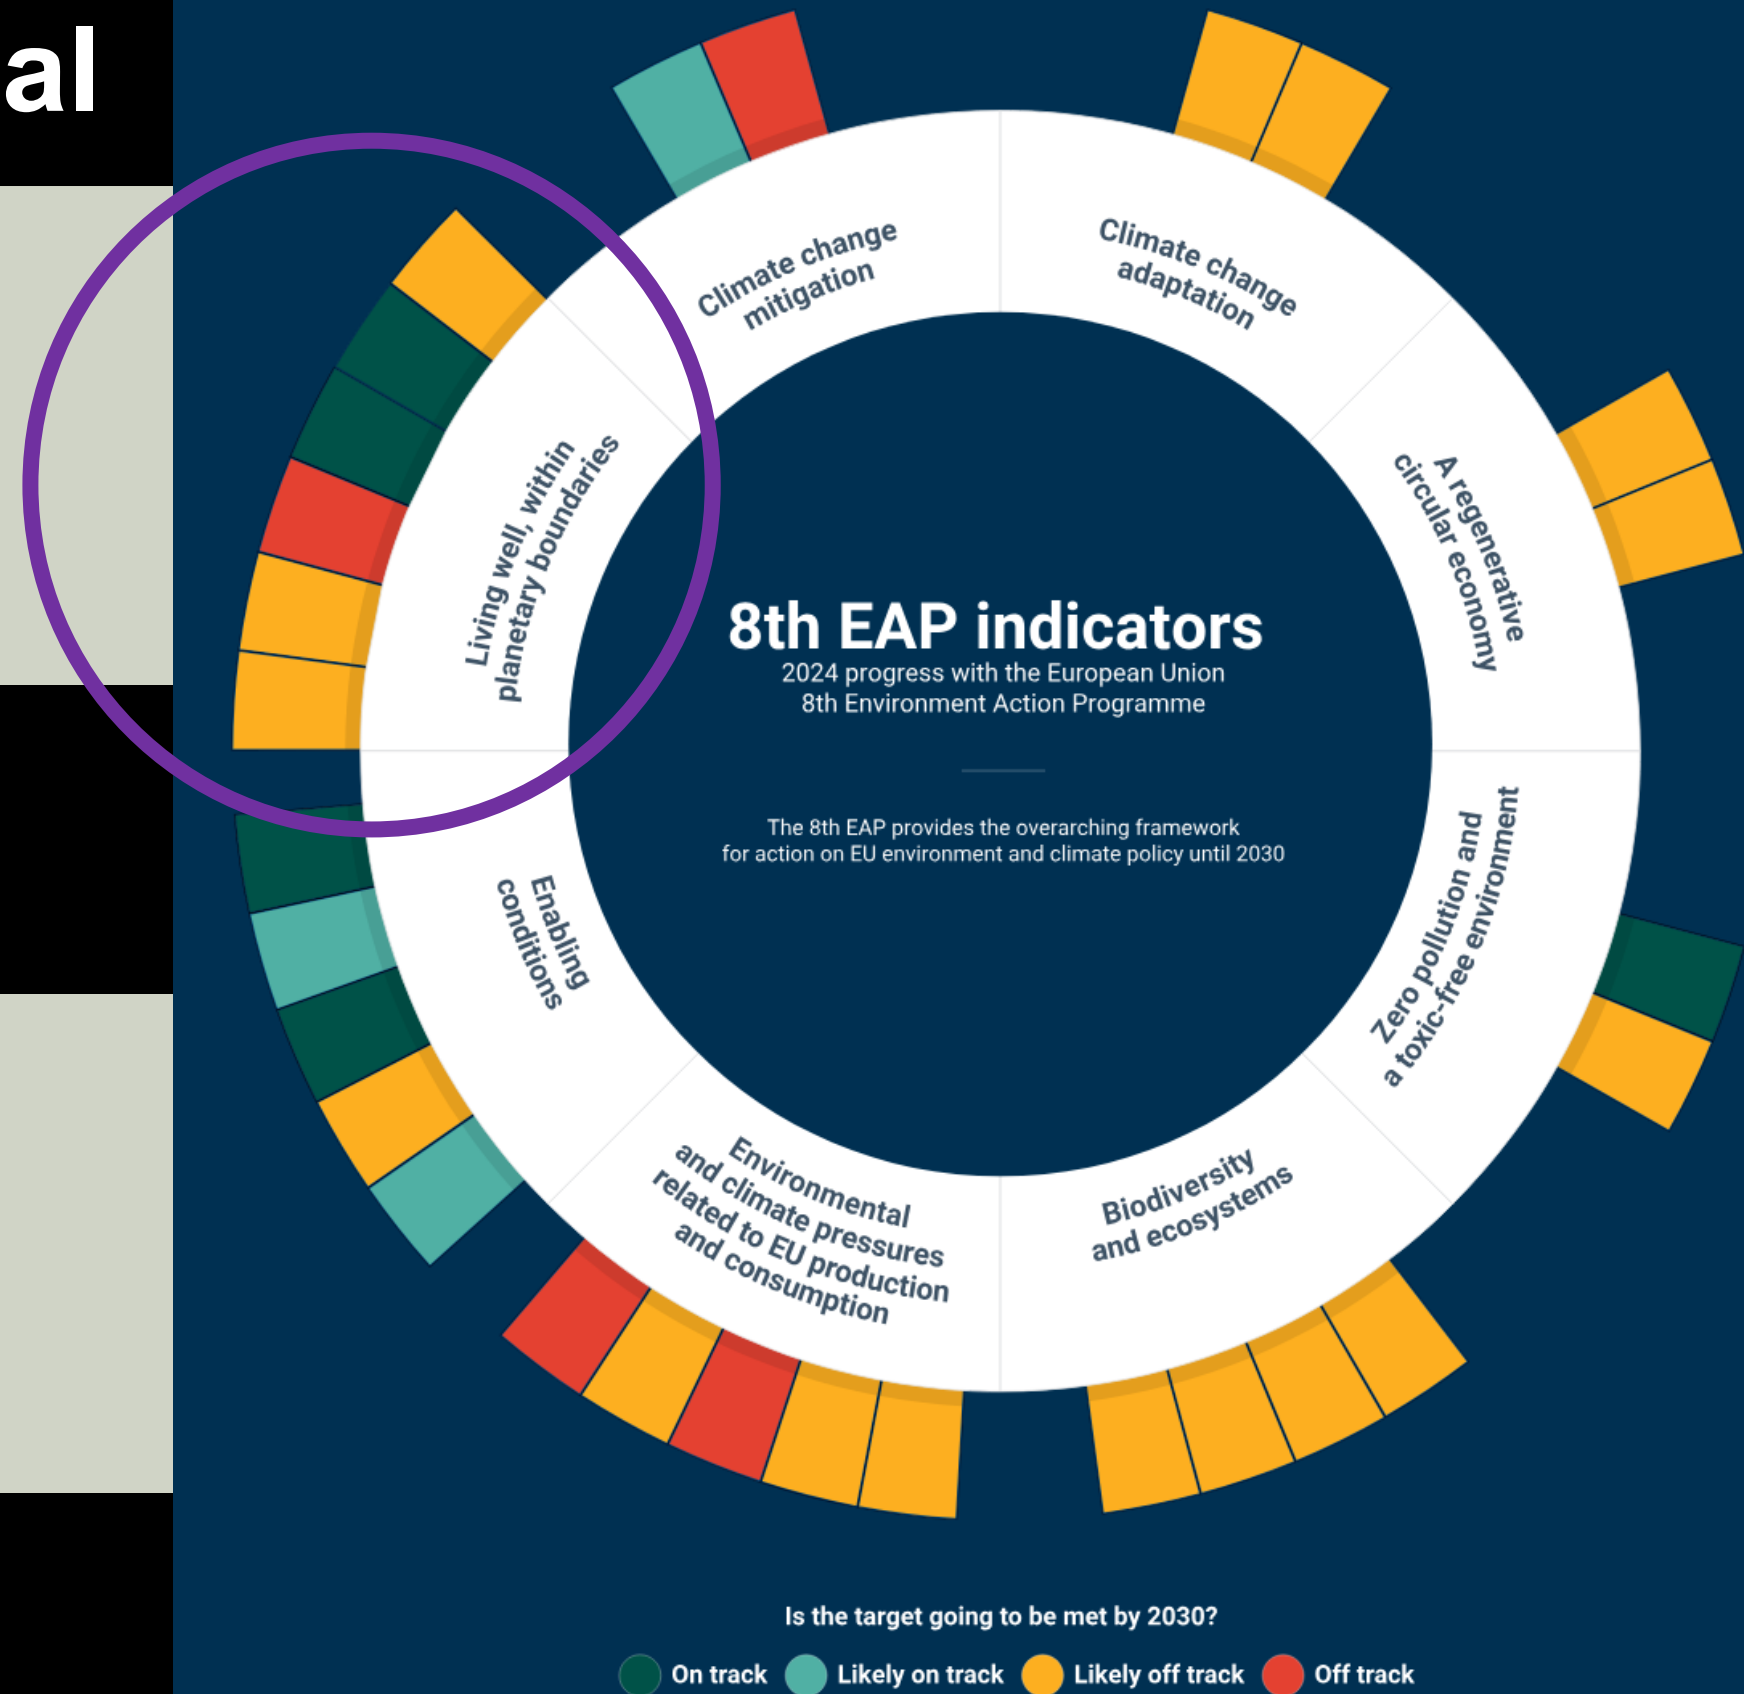 al
Climate change
mitigation
Climate change
adaptation
A regenerative
circular economy
Zero pollution and
a toxic-free environment
Biodiversity
and ecosystems
Environmental
and climate pressures
related to EU production
and consumption
Enabling
conditions
Living well, within
planetary boundaries
8th EAP indicators
2024 progress with the European Union
8th Environment Action Programme
The 8th EAP provides the overarching framework
for action on EU environment and climate policy until 2030
Is the target going to be met by 2030?
On track Likely on track Likely off track Off track